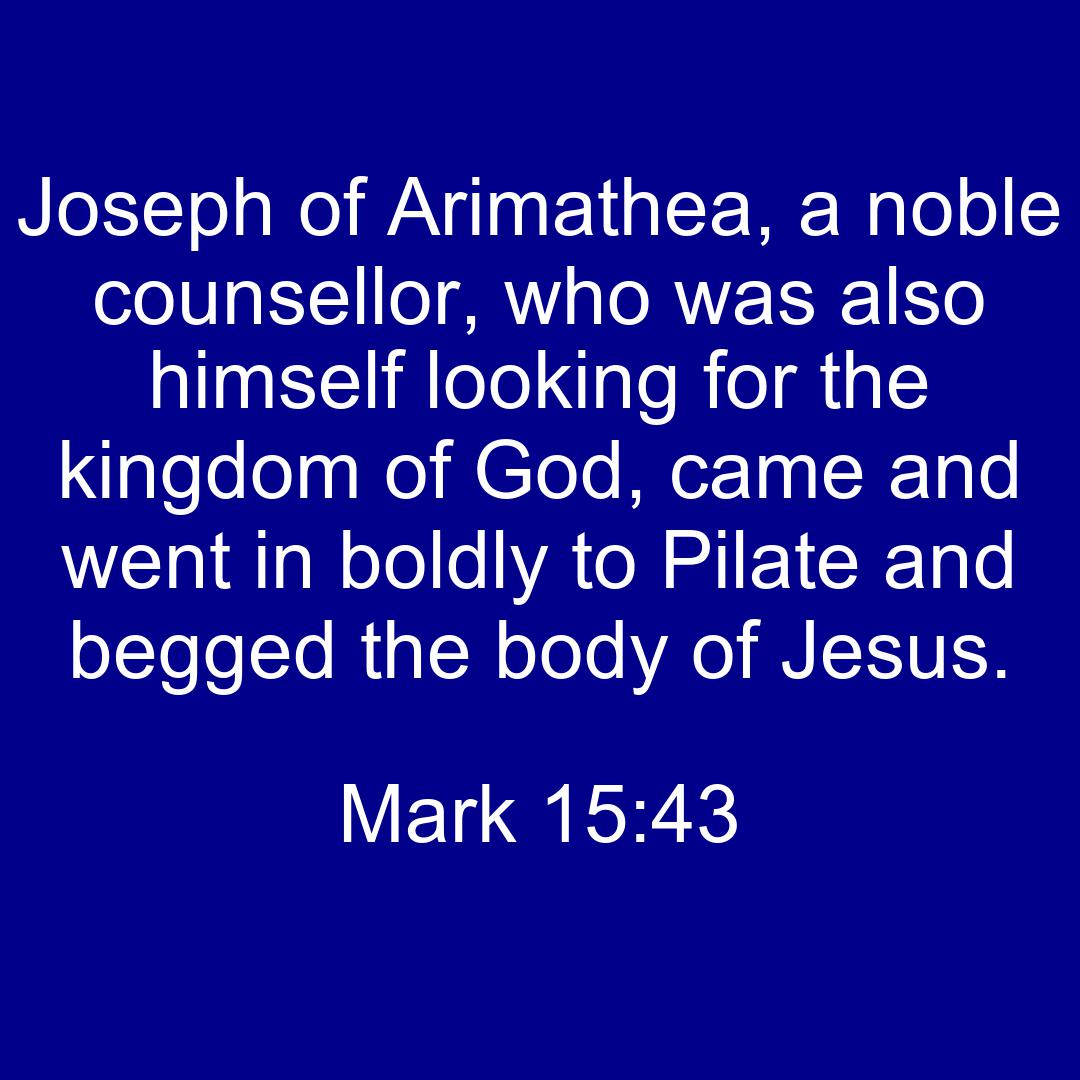 Joseph of Arimathea, a noble
counsellor, who was also
himself looking for the
kingdom of God, came and
went in boldly to Pilate and
begged the body of Jesus.
Mark 15:43